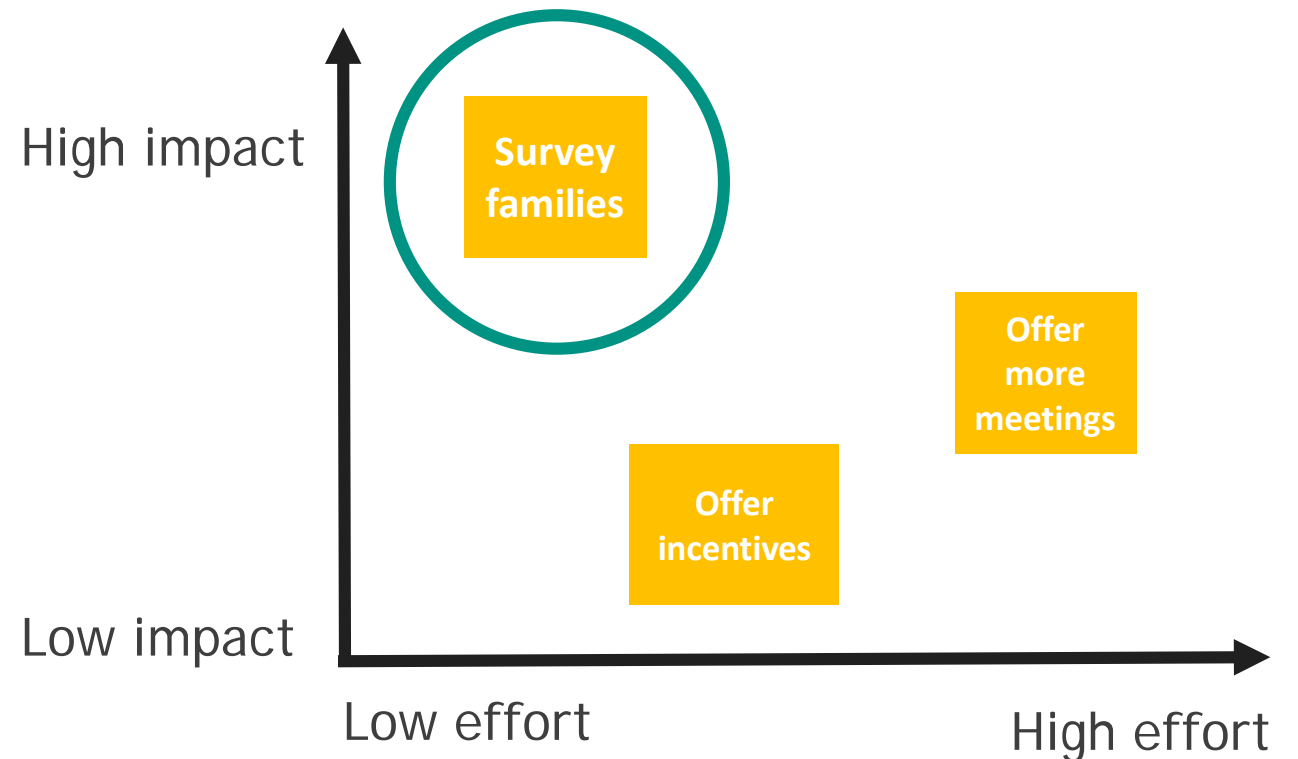 High impact
Survey
families
Offer
more
meetings
Offer
incentives
Low impact
Low effort
High effort